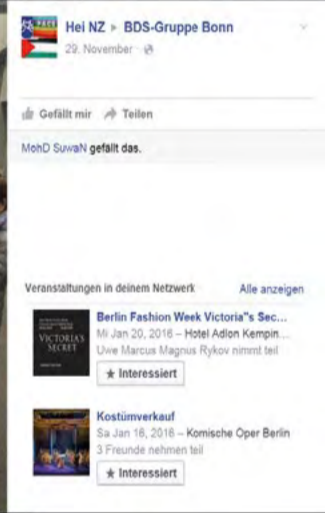 PACE
Hei NZ ▸ BDS-Gruppe Bonn
29. November
Gefällt mir Teilen
MohD SuwaN gefällt das.
Veranstaltungen in deinem Netzwerk Alle anzeigen
VICTORIA'S
SECRET
Berlin Fashion Week Victoria"s Sec...
Mi Jan 20, 2016 – Hotel Adlon Kempin...
Uwe Marcus Magnus Rykov nimmt teil
★ Interessiert
Kostümverkauf
Sa Jan 16, 2016 – Komische Oper Berlin
3 Freunde nehmen teil
★ Interessiert